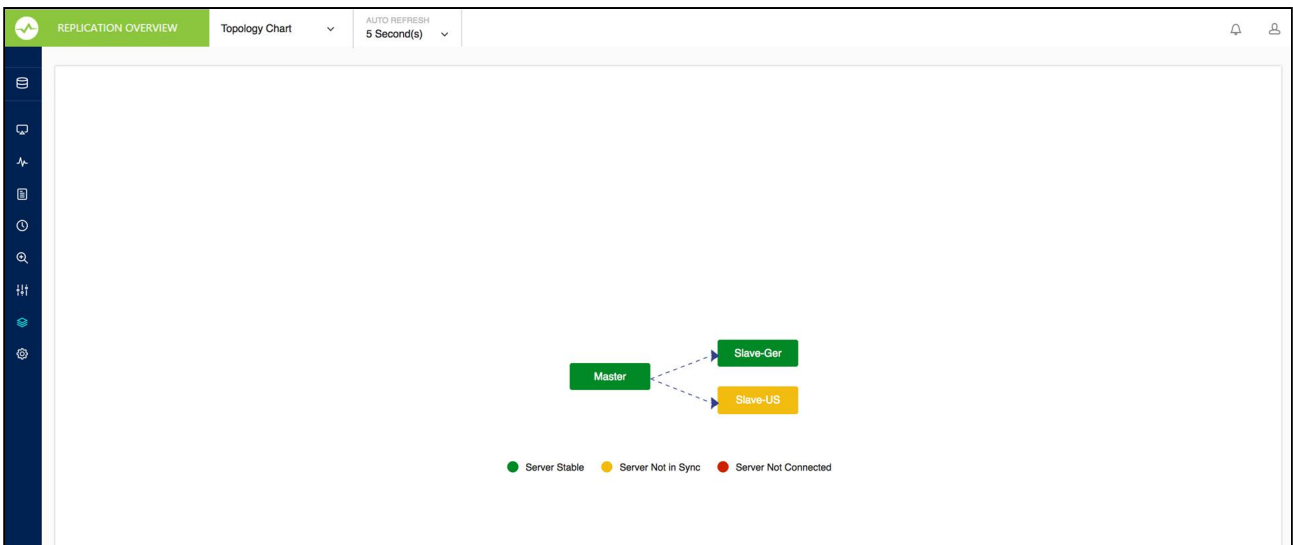 REPLICATION OVERVIEW
Topology Chart
AUTO REFRESH
5 Second(s)
Slave-Ger
Master
Slave-US
Server Stable
Server Not in Sync
Server Not Connected